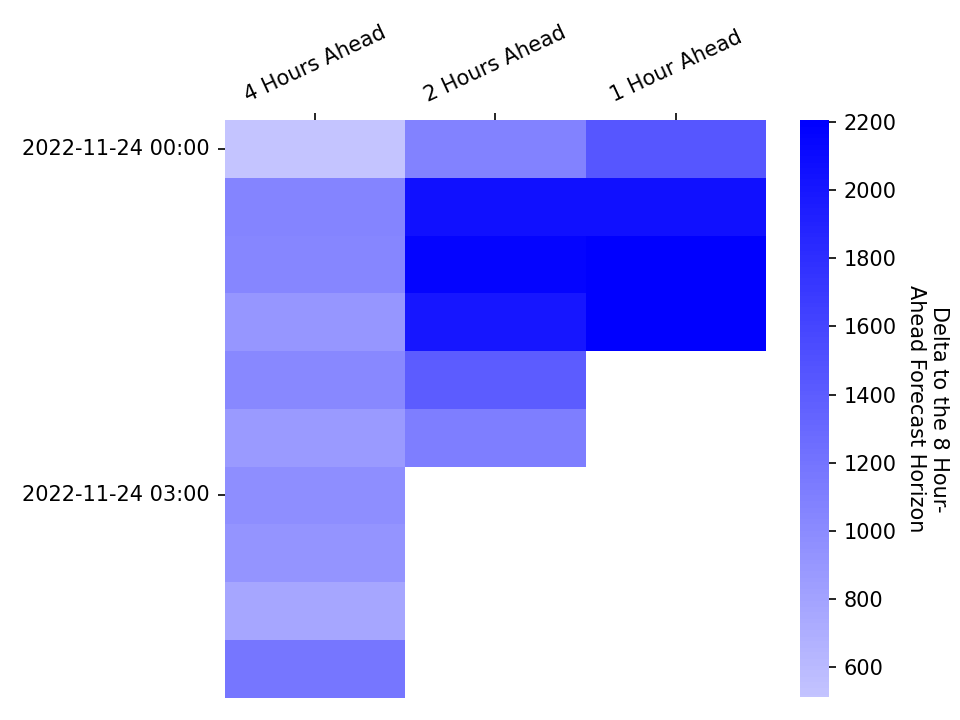 4 Hours Ahead
2 Hours Ahead
1 Hour Ahead
2022-11-24 00:00
2022-11-24 03:00
2200
2000
1800
1600
1400
1200
1000
800
600
Delta to the 8 Hour-
Ahead Forecast Horizon